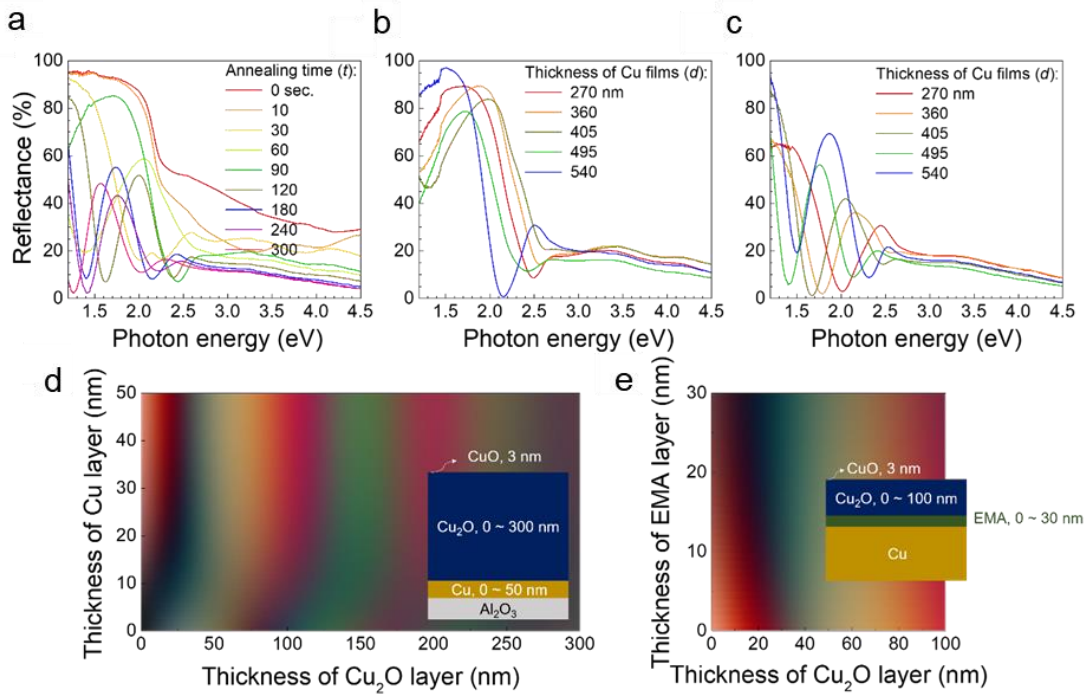 a
b
c
Annealing time (t):
0 sec.
10
30
60
90
120
180
240
300
Reflectance (%)
100
80
60
40
20
0
1.5 2.0 2.5 3.0 3.5 4.0 4.5
Photon energy (eV)
Thickness of Cu films (d):
270 nm
360
405
495
540
100
80
60
40
20
0
1.5 2.0 2.5 3.0 3.5 4.0 4.5
Photon energy (eV)
Thickness of Cu films (d):
270 nm
360
405
495
540
100
80
60
40
20
0
1.5 2.0 2.5 3.0 3.5 4.0 4.5
Photon energy (eV)
d
Thickness of Cu layer (nm)
50
40
30
20
10
0
0 50 100 150 200 250 300
Thickness of Cu₂O layer (nm)
CuO, 3 nm
Cu₂O, 0 ~ 300 nm
Cu, 0 ~ 50 nm
Al₂O₃
e
Thickness of EMA layer (nm)
30
20
10
0
0 20 40 60 80 100
Thickness of Cu₂O layer (nm)
CuO, 3 nm
Cu₂O, 0 ~ 100 nm
EMA, 0 ~ 30 nm
Cu